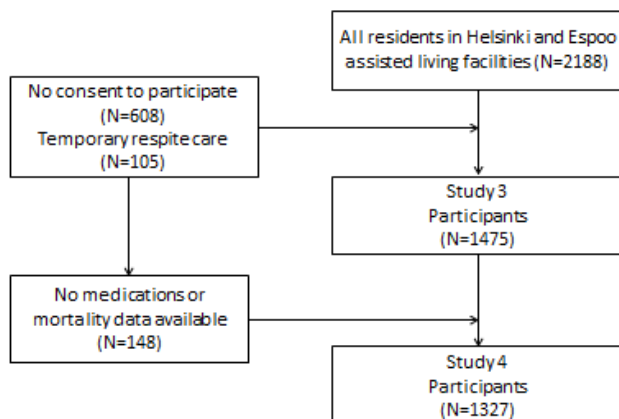 All residents in Helsinki and Espoo
assisted living facilities (N=2188)
No consent to participate
(N=608)
Temporary respite care
(N=105)
Study 3
Participants
(N=1475)
No medications or
mortality data available
(N=148)
Study 4
Participants
(N=1327)